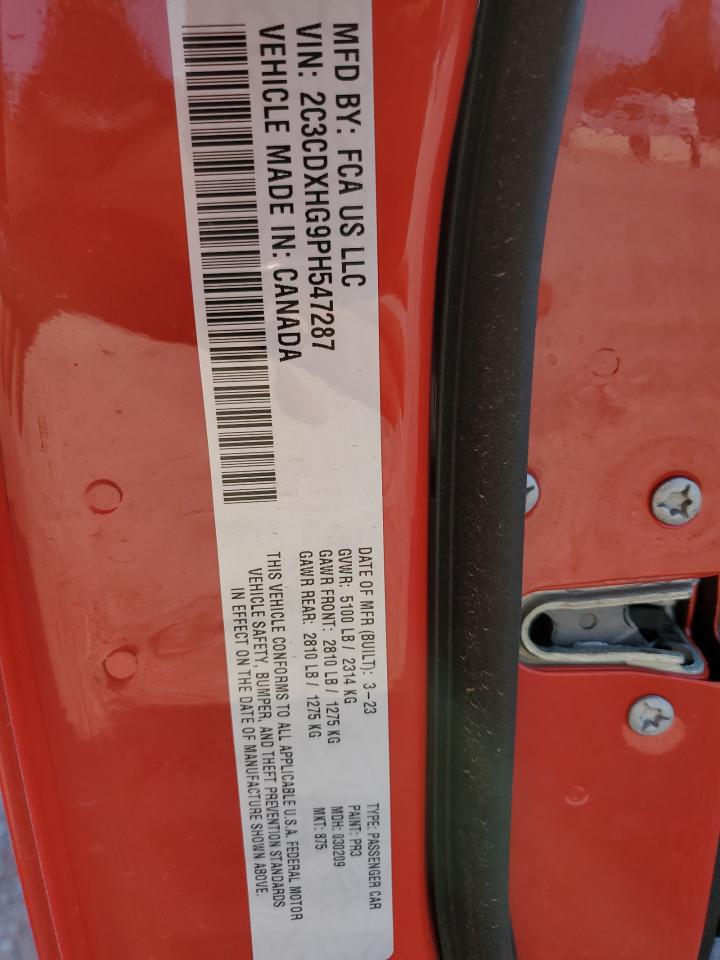 MFD BY: FCA US LLC
VIN: 2C3CDXHG9PH547287
VEHICLE MADE IN: CANADA
DATE OF MFR (BUILT): 3-23
GVWR: 5100 LB / 2314 KG
GAWR FRONT: 2810 LB / 1275 KG
GAWR REAR: 2810 LB / 1275 KG
TYPE: PASSENGER CAR
PAINT: PR3
MDH: 030209
MKT: 875
THIS VEHICLE CONFORMS TO ALL APPLICABLE U.S.A. FEDERAL MOTOR
VEHICLE SAFETY, BUMPER, AND THEFT PREVENTION STANDARDS
IN EFFECT ON THE DATE OF MANUFACTURE SHOWN ABOVE.